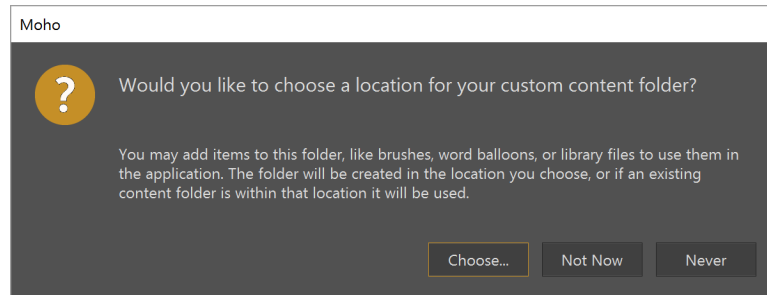 Moho
?
Would you like to choose a location for your custom content folder?
You may add items to this folder, like brushes, word balloons, or library files to use them in
the application. The folder will be created in the location you choose, or if an existing
content folder is within that location it will be used.
Choose... Not Now Never